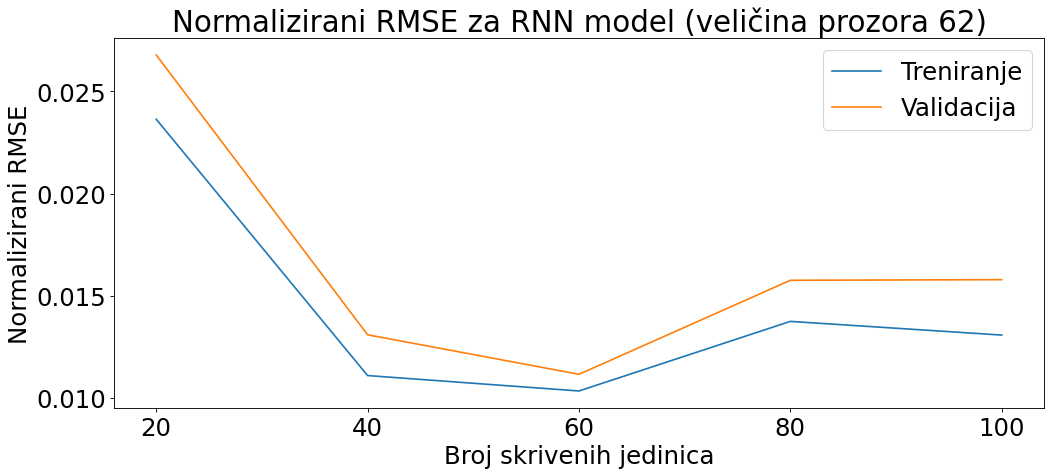 Normalizirani RMSE za RNN model (veličina prozora 62)
Treniranje
Validacija
Normalizirani RMSE
0.025
0.020
0.015
0.010
20 40 60 80 100
Broj skrivenih jedinica